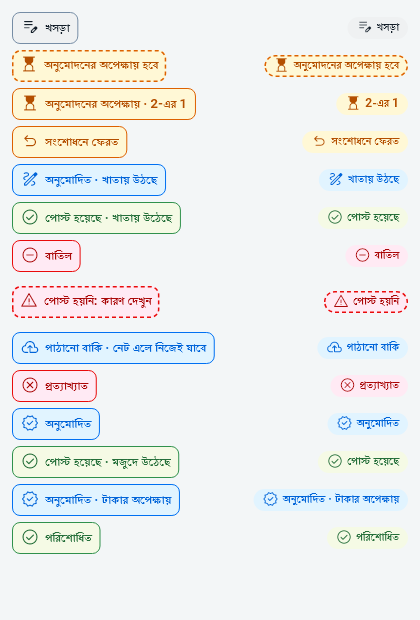 খসড়া খসড়া
অনুমোদনের অপেক্ষায় হবে অনুমোদনের অপেক্ষায় হবে
অনুমোদনের অপেক্ষায় · 2-এর 1 2-এর 1
সংশোধনে ফেরত সংশোধনে ফেরত
অনুমোদিত · খাতায় উঠছে খাতায় উঠছে
পোস্ট হয়েছে · খাতায় উঠেছে পোস্ট হয়েছে
বাতিল বাতিল
পোস্ট হয়নি: কারণ দেখুন পোস্ট হয়নি
পাঠানো বাকি · নেট এলে নিজেই যাবে পাঠানো বাকি
প্রত্যাখ্যাত প্রত্যাখ্যাত
অনুমোদিত অনুমোদিত
পোস্ট হয়েছে · মজুদে উঠেছে পোস্ট হয়েছে
অনুমোদিত · টাকার অপেক্ষায় অনুমোদিত · টাকার অপেক্ষায়
পরিশোধিত পরিশোধিত